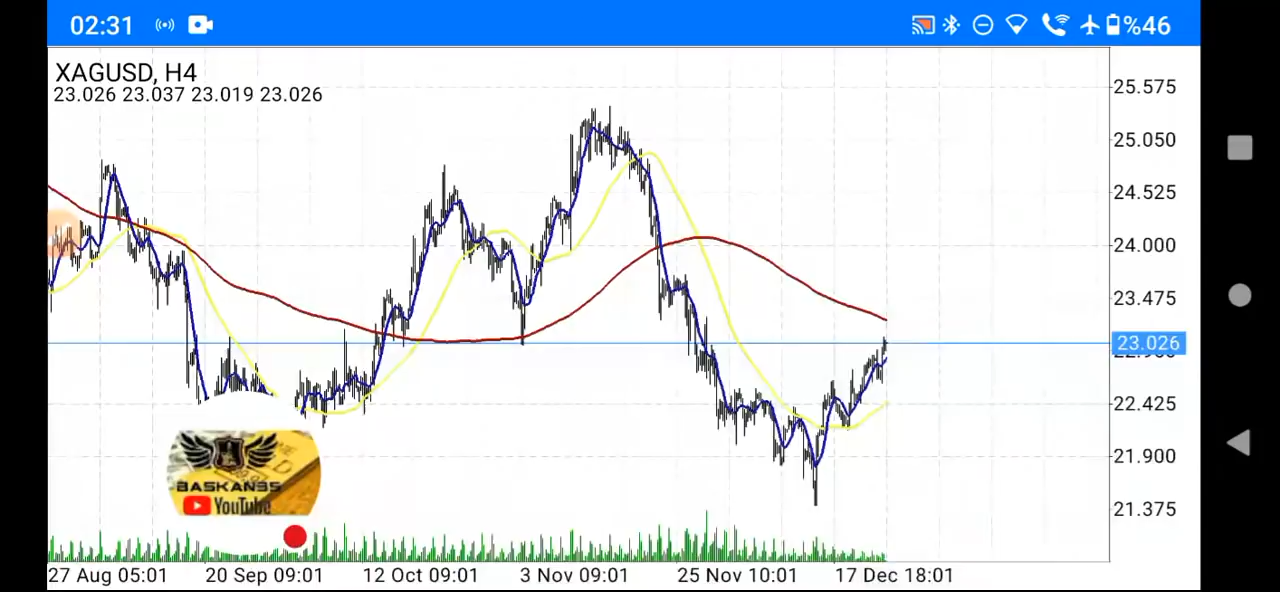 02:31
%46
XAGUSD, H4
23.026 23.037 23.019 23.026
25.575
25.050
24.525
24.000
23.475
23.026
22.425
21.900
21.375
BASKAN35
YouTube
27 Aug 05:01 20 Sep 09:01 12 Oct 09:01 3 Nov 09:01 25 Nov 10:01 17 Dec 18:01